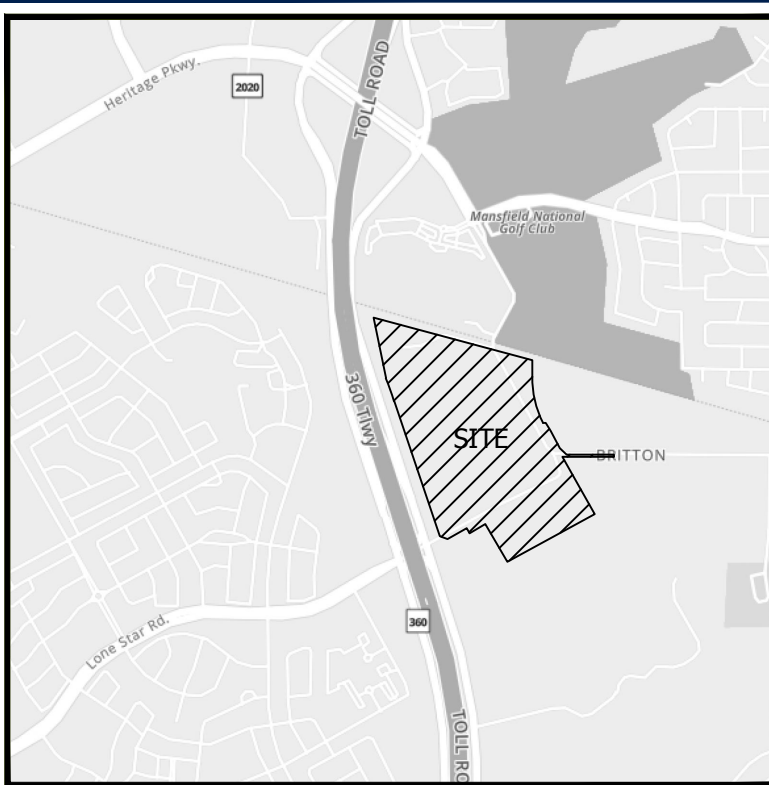 TOLL ROAD
Heritage Pkwy.
2020
Mansfield National
Golf Club
360 Tlwy
SITE
BRITTON
Lone Star Rd.
360
TOLL RO